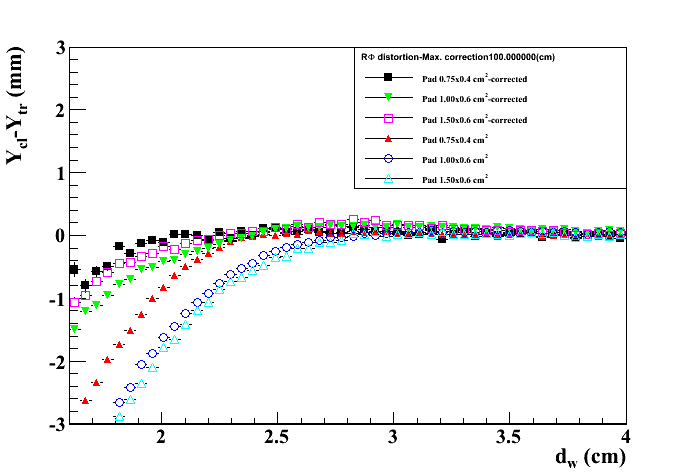 3
2
1
0
-1
-2
-3
Y_cl-Y_tr (mm)
RΦ distortion-Max. correction100.000000(cm)
Pad 0.75x0.4 cm²-corrected
Pad 1.00x0.6 cm²-corrected
Pad 1.50x0.6 cm²-corrected
Pad 0.75x0.4 cm²
Pad 1.00x0.6 cm²
Pad 1.50x0.6 cm²
2 2.5 3 3.5 4
d_w (cm)